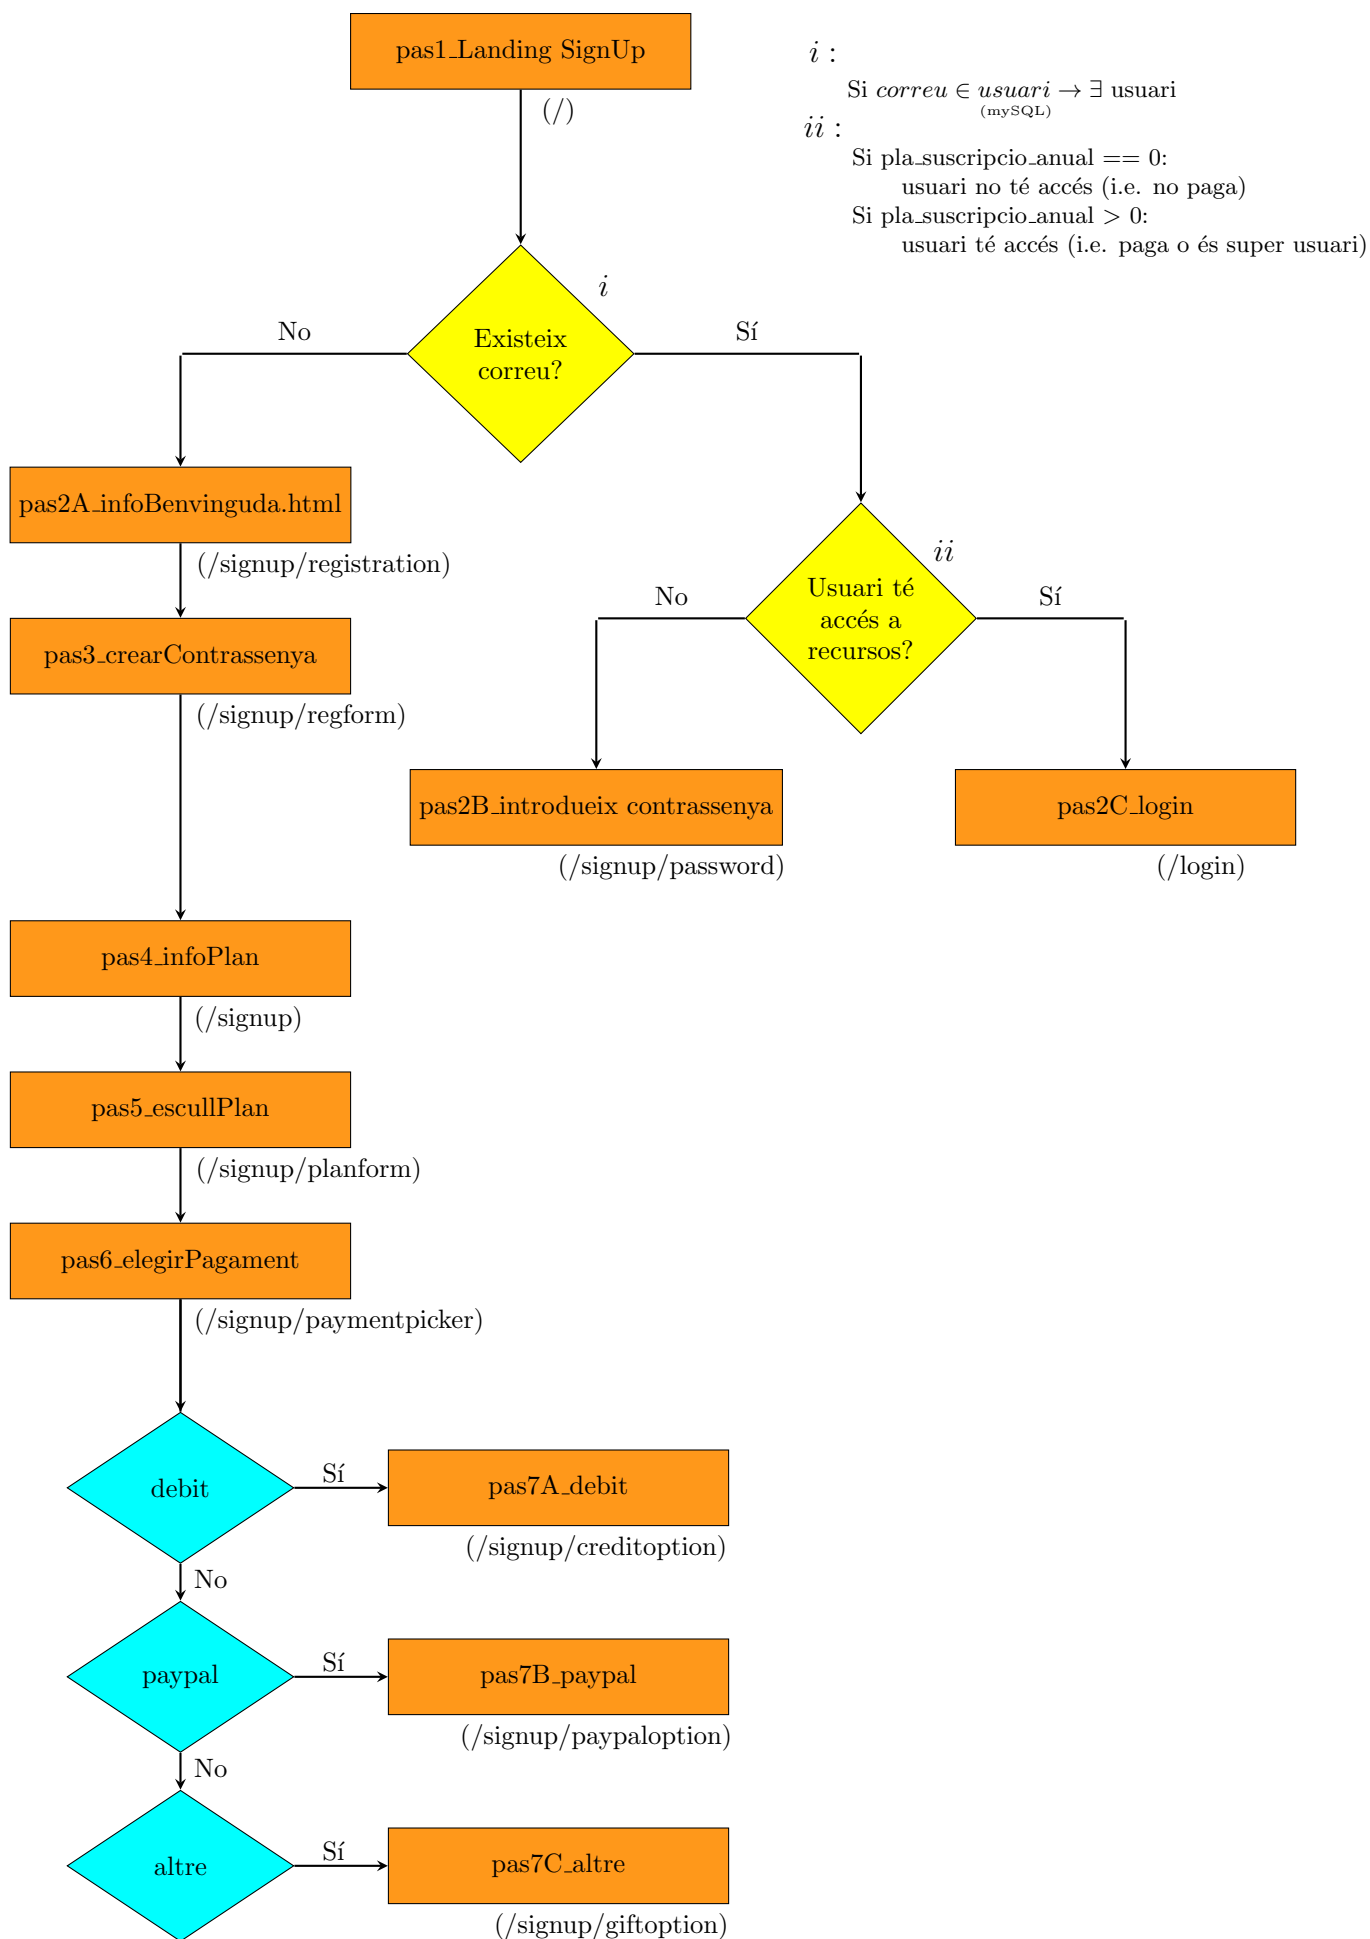 pas1_Landing SignUp
(/)
i :
Si correu ∈ usuari → ∃ usuari
(mySQL)
ii :
Si pla_suscripcio_anual == 0:
usuari no té accés (i.e. no paga)
Si pla_suscripcio_anual > 0:
usuari té accés (i.e. paga o és super usuari)
i
Existeix
correu?
No
Sí
pas2A_infoBenvinguda.html
(/signup/registration)
ii
Usuari té
accés a
recursos?
No
Sí
pas3_crearContrassenya
(/signup/regform)
pas2B_introdueix contrassenya
(/signup/password)
pas2C_login
(/login)
pas4_infoPlan
(/signup)
pas5_escullPlan
(/signup/planform)
pas6_elegirPagament
(/signup/paymentpicker)
debit
Sí
pas7A_debit
(/signup/creditoption)
No
paypal
Sí
pas7B_paypal
(/signup/paypaloption)
No
altre
Sí
pas7C_altre
(/signup/giftoption)